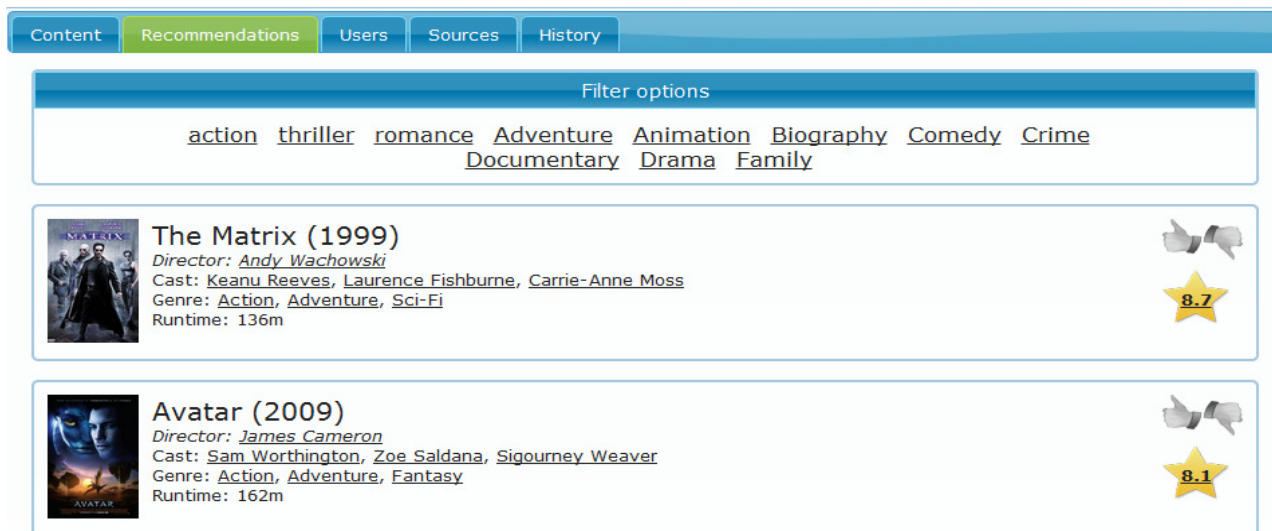 Content Recommendations Users Sources History
Filter options
action thriller romance Adventure Animation Biography Comedy Crime
Documentary Drama Family
MATRIX
The Matrix (1999)
Director: Andy Wachowski
Cast: Keanu Reeves, Laurence Fishburne, Carrie-Anne Moss
Genre: Action, Adventure, Sci-Fi
Runtime: 136m
8.7
AVATAR
Avatar (2009)
Director: James Cameron
Cast: Sam Worthington, Zoe Saldana, Sigourney Weaver
Genre: Action, Adventure, Fantasy
Runtime: 162m
8.1